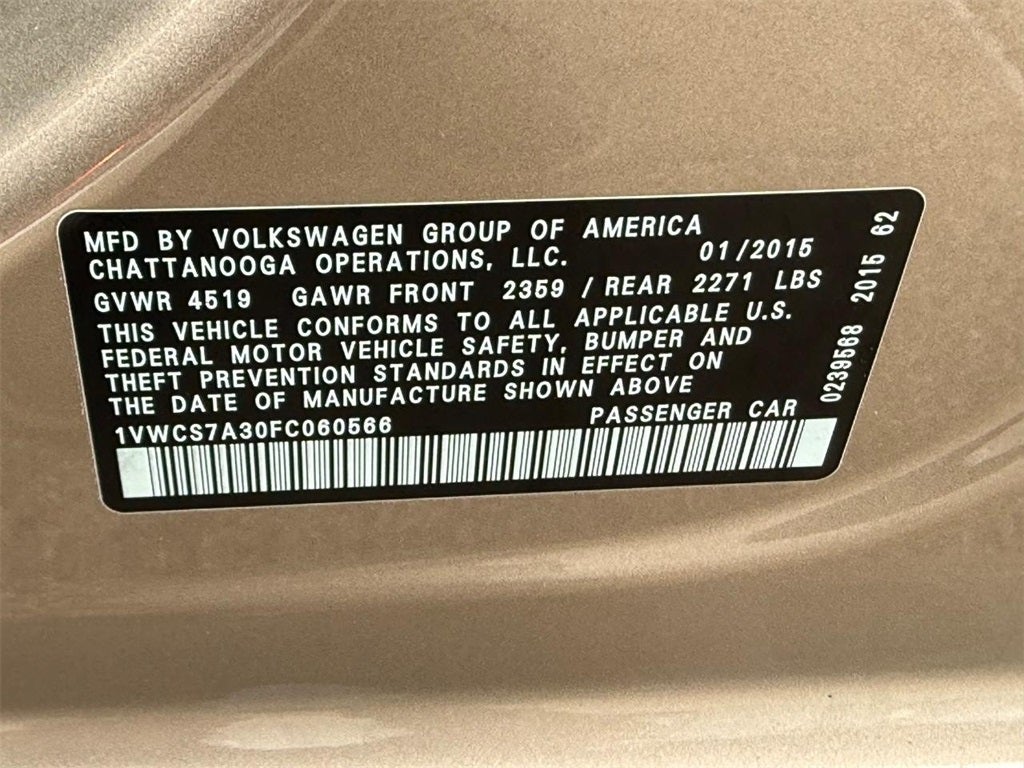 MFD BY VOLKSWAGEN GROUP OF AMERICA
CHATTANOOGA OPERATIONS, LLC. 01/2015
GVWR 4519 GAWR FRONT 2359 / REAR 2271 LBS
THIS VEHICLE CONFORMS TO ALL APPLICABLE U.S.
FEDERAL MOTOR VEHICLE SAFETY, BUMPER AND
THEFT PREVENTION STANDARDS IN EFFECT ON
THE DATE OF MANUFACTURE SHOWN ABOVE
1VWCS7A30FC060566 PASSENGER CAR
0239568 2015 62